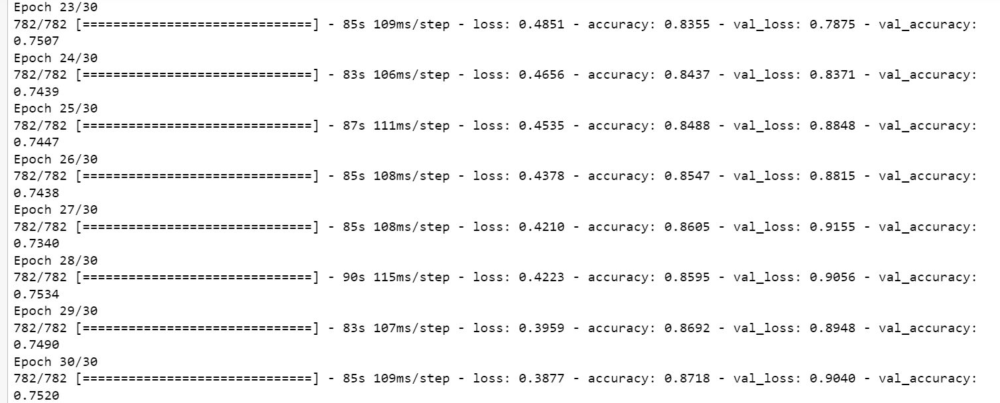 Epoch 23/30
782/782 [==============================] - 85s 109ms/step - loss: 0.4851 - accuracy: 0.8355 - val_loss: 0.7875 - val_accuracy:
0.7507
Epoch 24/30
782/782 [==============================] - 83s 106ms/step - loss: 0.4656 - accuracy: 0.8437 - val_loss: 0.8371 - val_accuracy:
0.7439
Epoch 25/30
782/782 [==============================] - 87s 111ms/step - loss: 0.4535 - accuracy: 0.8488 - val_loss: 0.8848 - val_accuracy:
0.7447
Epoch 26/30
782/782 [==============================] - 85s 108ms/step - loss: 0.4378 - accuracy: 0.8547 - val_loss: 0.8815 - val_accuracy:
0.7438
Epoch 27/30
782/782 [==============================] - 85s 108ms/step - loss: 0.4210 - accuracy: 0.8605 - val_loss: 0.9155 - val_accuracy:
0.7340
Epoch 28/30
782/782 [==============================] - 90s 115ms/step - loss: 0.4223 - accuracy: 0.8595 - val_loss: 0.9056 - val_accuracy:
0.7534
Epoch 29/30
782/782 [==============================] - 83s 107ms/step - loss: 0.3959 - accuracy: 0.8692 - val_loss: 0.8948 - val_accuracy:
0.7490
Epoch 30/30
782/782 [==============================] - 85s 109ms/step - loss: 0.3877 - accuracy: 0.8718 - val_loss: 0.9040 - val_accuracy:
0.7520